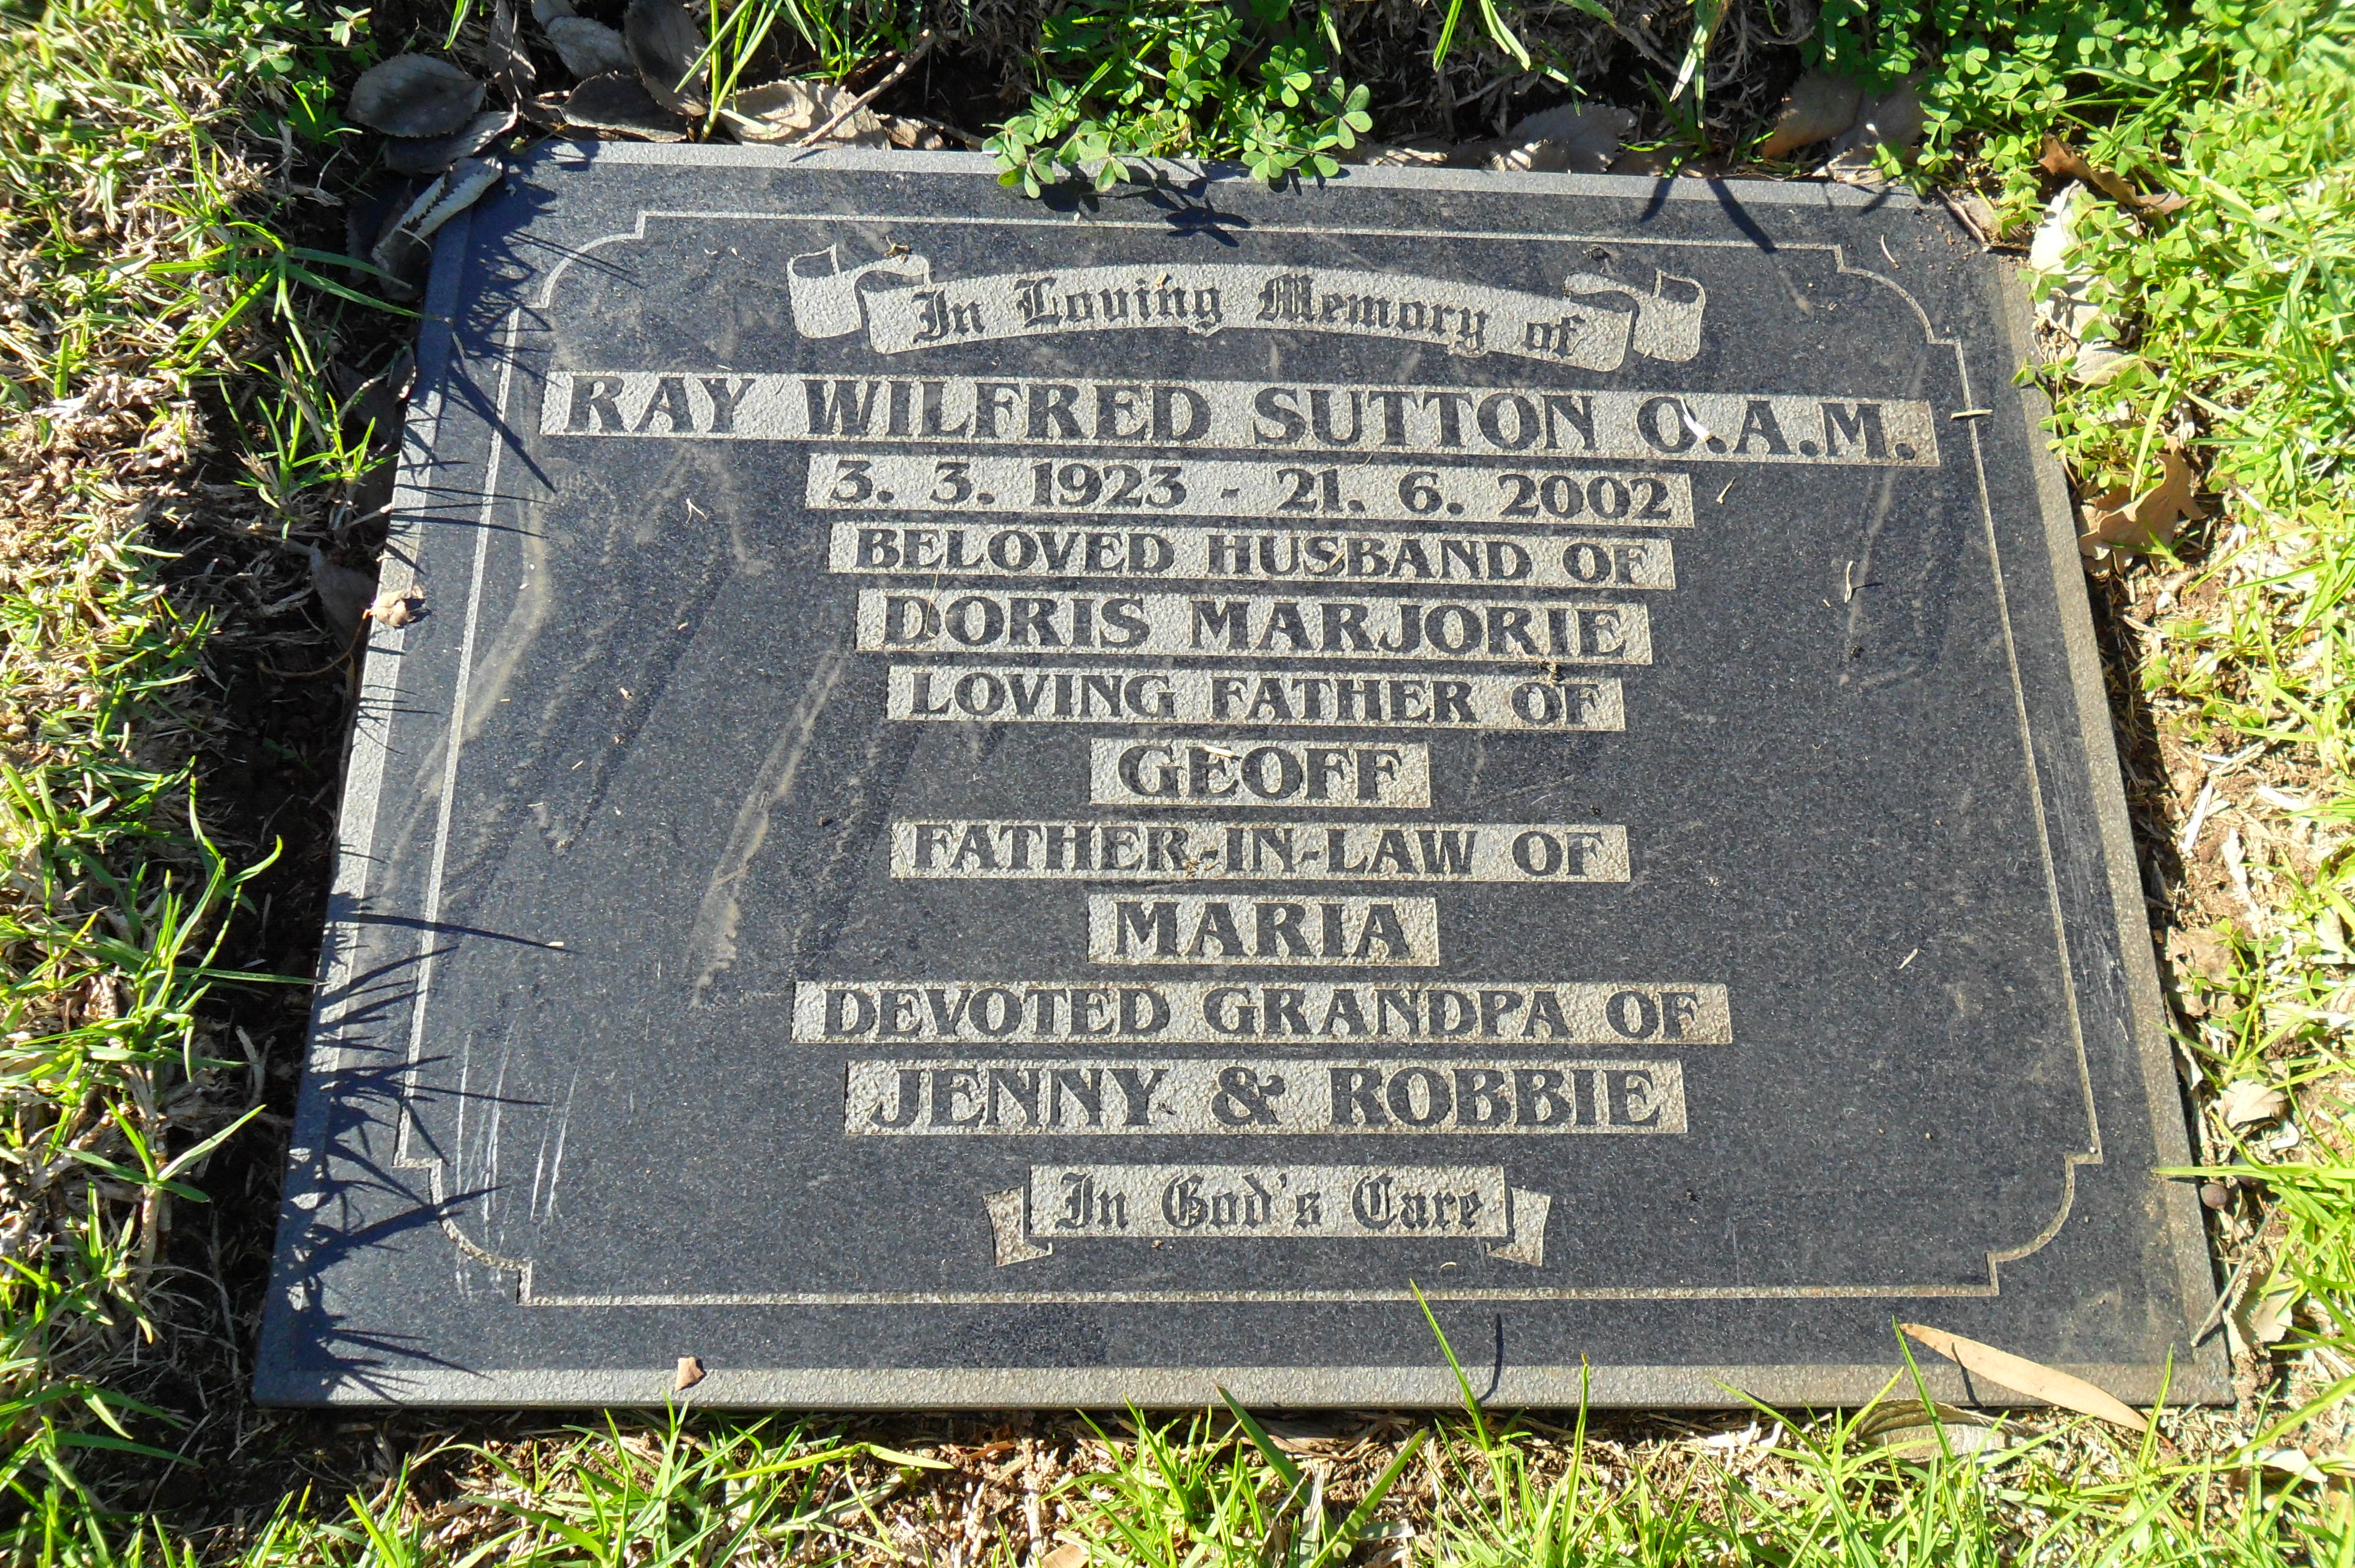 In Loving Memory of
RAY WILFRED SUTTON O.A.M.
3. 3. 1923 - 21. 6. 2002
BELOVED HUSBAND OF
DORIS MARJORIE
LOVING FATHER OF
GEOFF
FATHER-IN-LAW OF
MARIA
DEVOTED GRANDPA OF
JENNY & ROBBIE
In God's Care